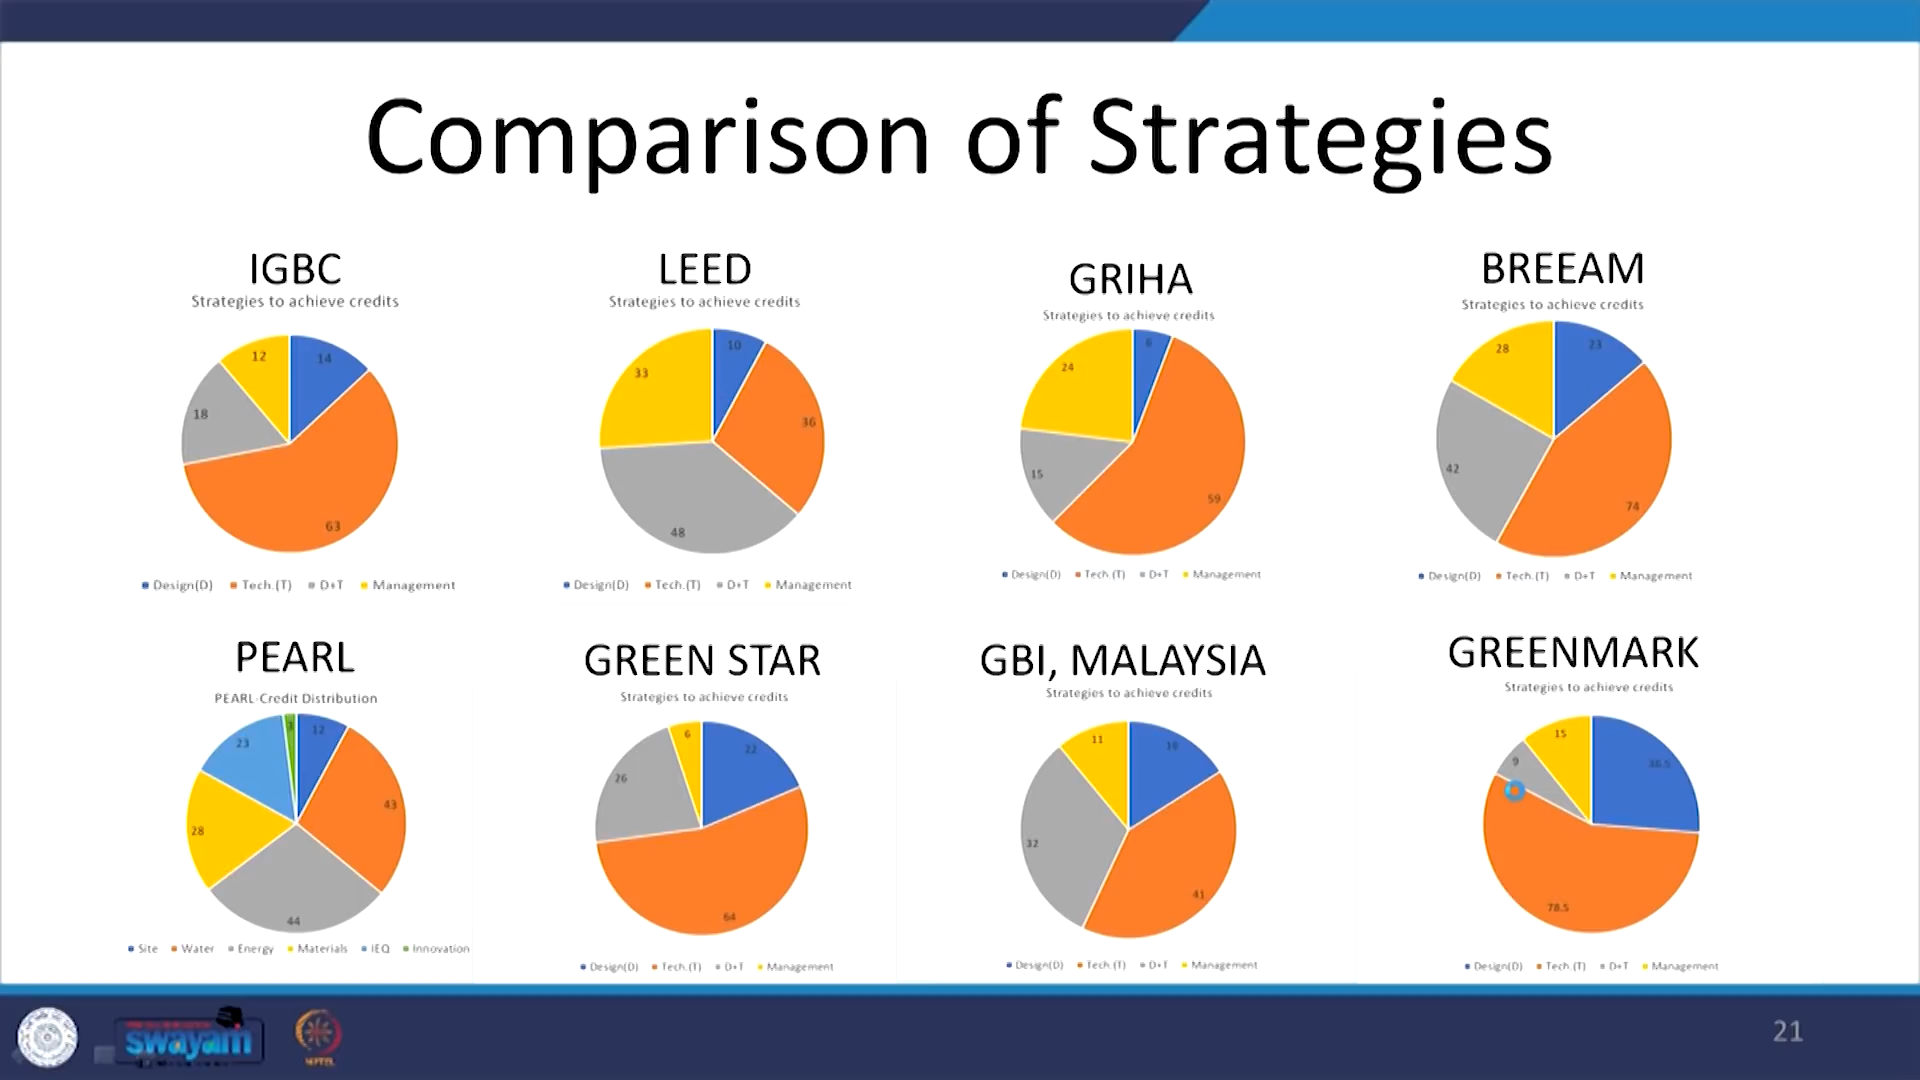 Comparison of Strategies
IGBC
Strategies to achieve credits
12
14
18
63
Design(D) Tech.(T) D+T Management
LEED
Strategies to achieve credits
10
33
36
48
Design(D) Tech.(T) D+T Management
GRIHA
Strategies to achieve credits
6
24
15
59
Design(D) Tech.(T) D+T Management
BREEAM
Strategies to achieve credits
28
23
42
74
Design(D) Tech.(T) D+T Management
PEARL
PEARL-Credit Distribution
3
12
23
43
28
44
Site Water Energy Materials IEQ Innovation
GREEN STAR
Strategies to achieve credits
6
22
26
64
Design(D) Tech.(T) D+T Management
GBI, MALAYSIA
Strategies to achieve credits
11
32
41
Design(D) Tech.(T) D+T Management
GREENMARK
Strategies to achieve credits
15
36.5
9
78.5
Design(D) Tech.(T) D+T Management
swayam
21